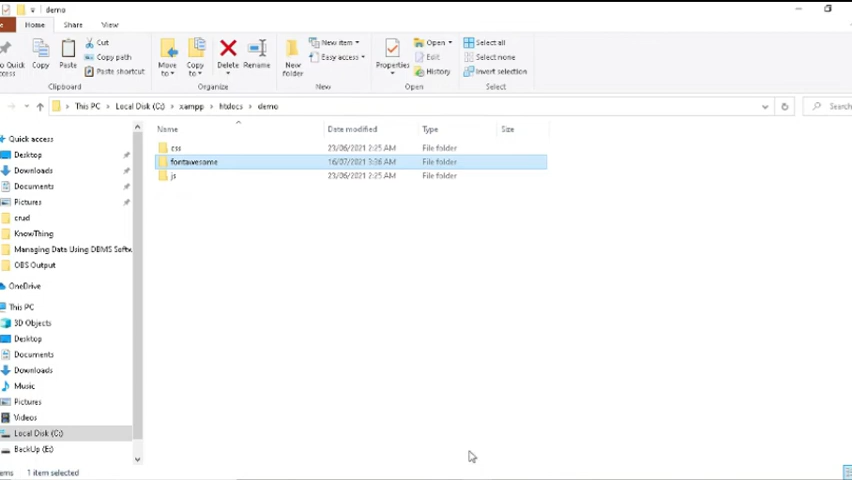 demo
Home Share View
Cut
Copy path
Paste shortcut
Copy
Paste
Clipboard
Move to
Copy to
Delete
Rename
Organize
New folder
New item
Easy access
New
Properties
Open
Edit
History
Open
Select all
Select none
Invert selection
Select
This PC > Local Disk (C:) > xampp > htdocs > demo
Search
Name Date modified Type Size
css 23/06/2021 2:25 AM File folder
fontawesome 16/07/2021 3:36 AM File folder
js 23/06/2021 2:25 AM File folder
Quick access
Desktop
Downloads
Documents
Pictures
crud
KnowThing
Managing Data Using DBMS Softw
OBS Output
OneDrive
This PC
3D Objects
Desktop
Documents
Downloads
Music
Pictures
Videos
Local Disk (C:)
BackUp (E:)
1 item selected